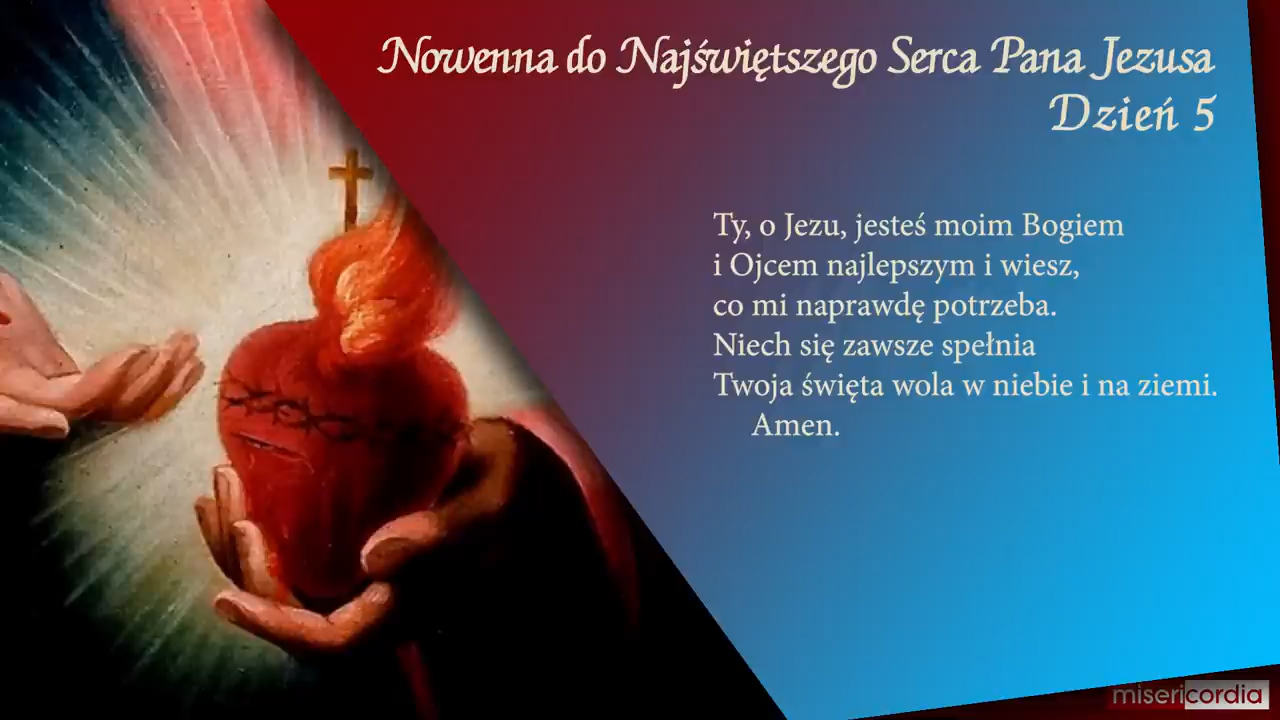 Nowenna do Najświętszego Serca Pana Jezusa
Dzień 5
Ty, o Jezu, jesteś moim Bogiem
i Ojcem najlepszym i wiesz,
co mi naprawdę potrzeba.
Niech się zawsze spełnia
Twoja święta wola w niebie i na ziemi.
Amen.
misericordia